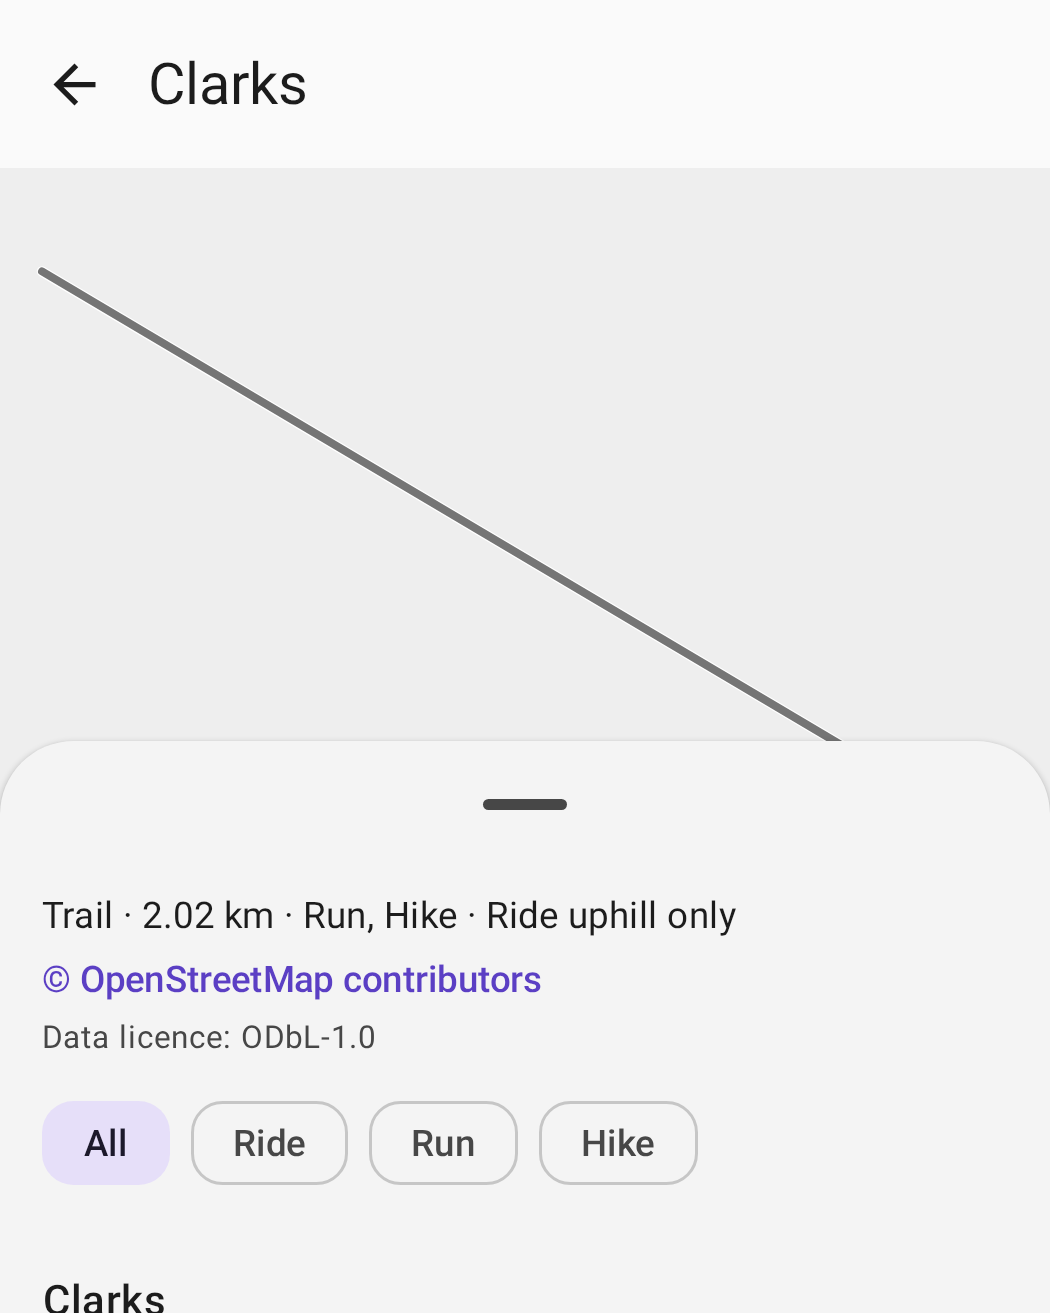 Clarks
Trail · 2.02 km · Run, Hike · Ride uphill only
© OpenStreetMap contributors
Data licence: ODbL-1.0
All
Ride
Run
Hike
Clarks